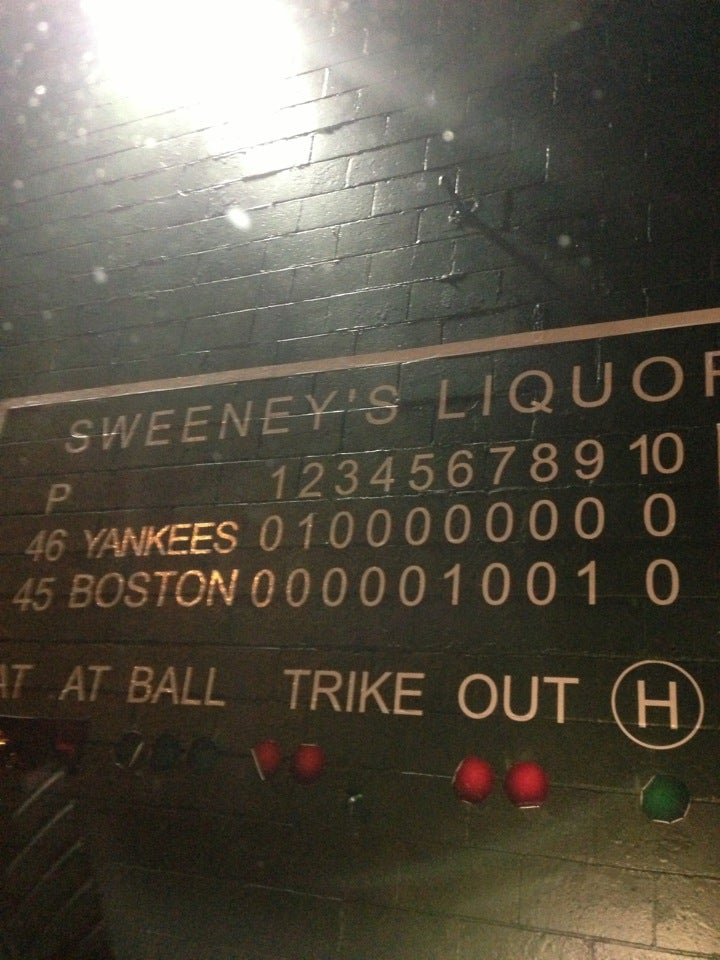 SWEENEY'S LIQUOR
P 1 2 3 4 5 6 7 8 9 10
46 YANKEES 0 1 0 0 0 0 0 0 0 0
45 BOSTON 0 0 0 0 0 1 0 0 1 0
AT AT BALL TRIKE OUT H